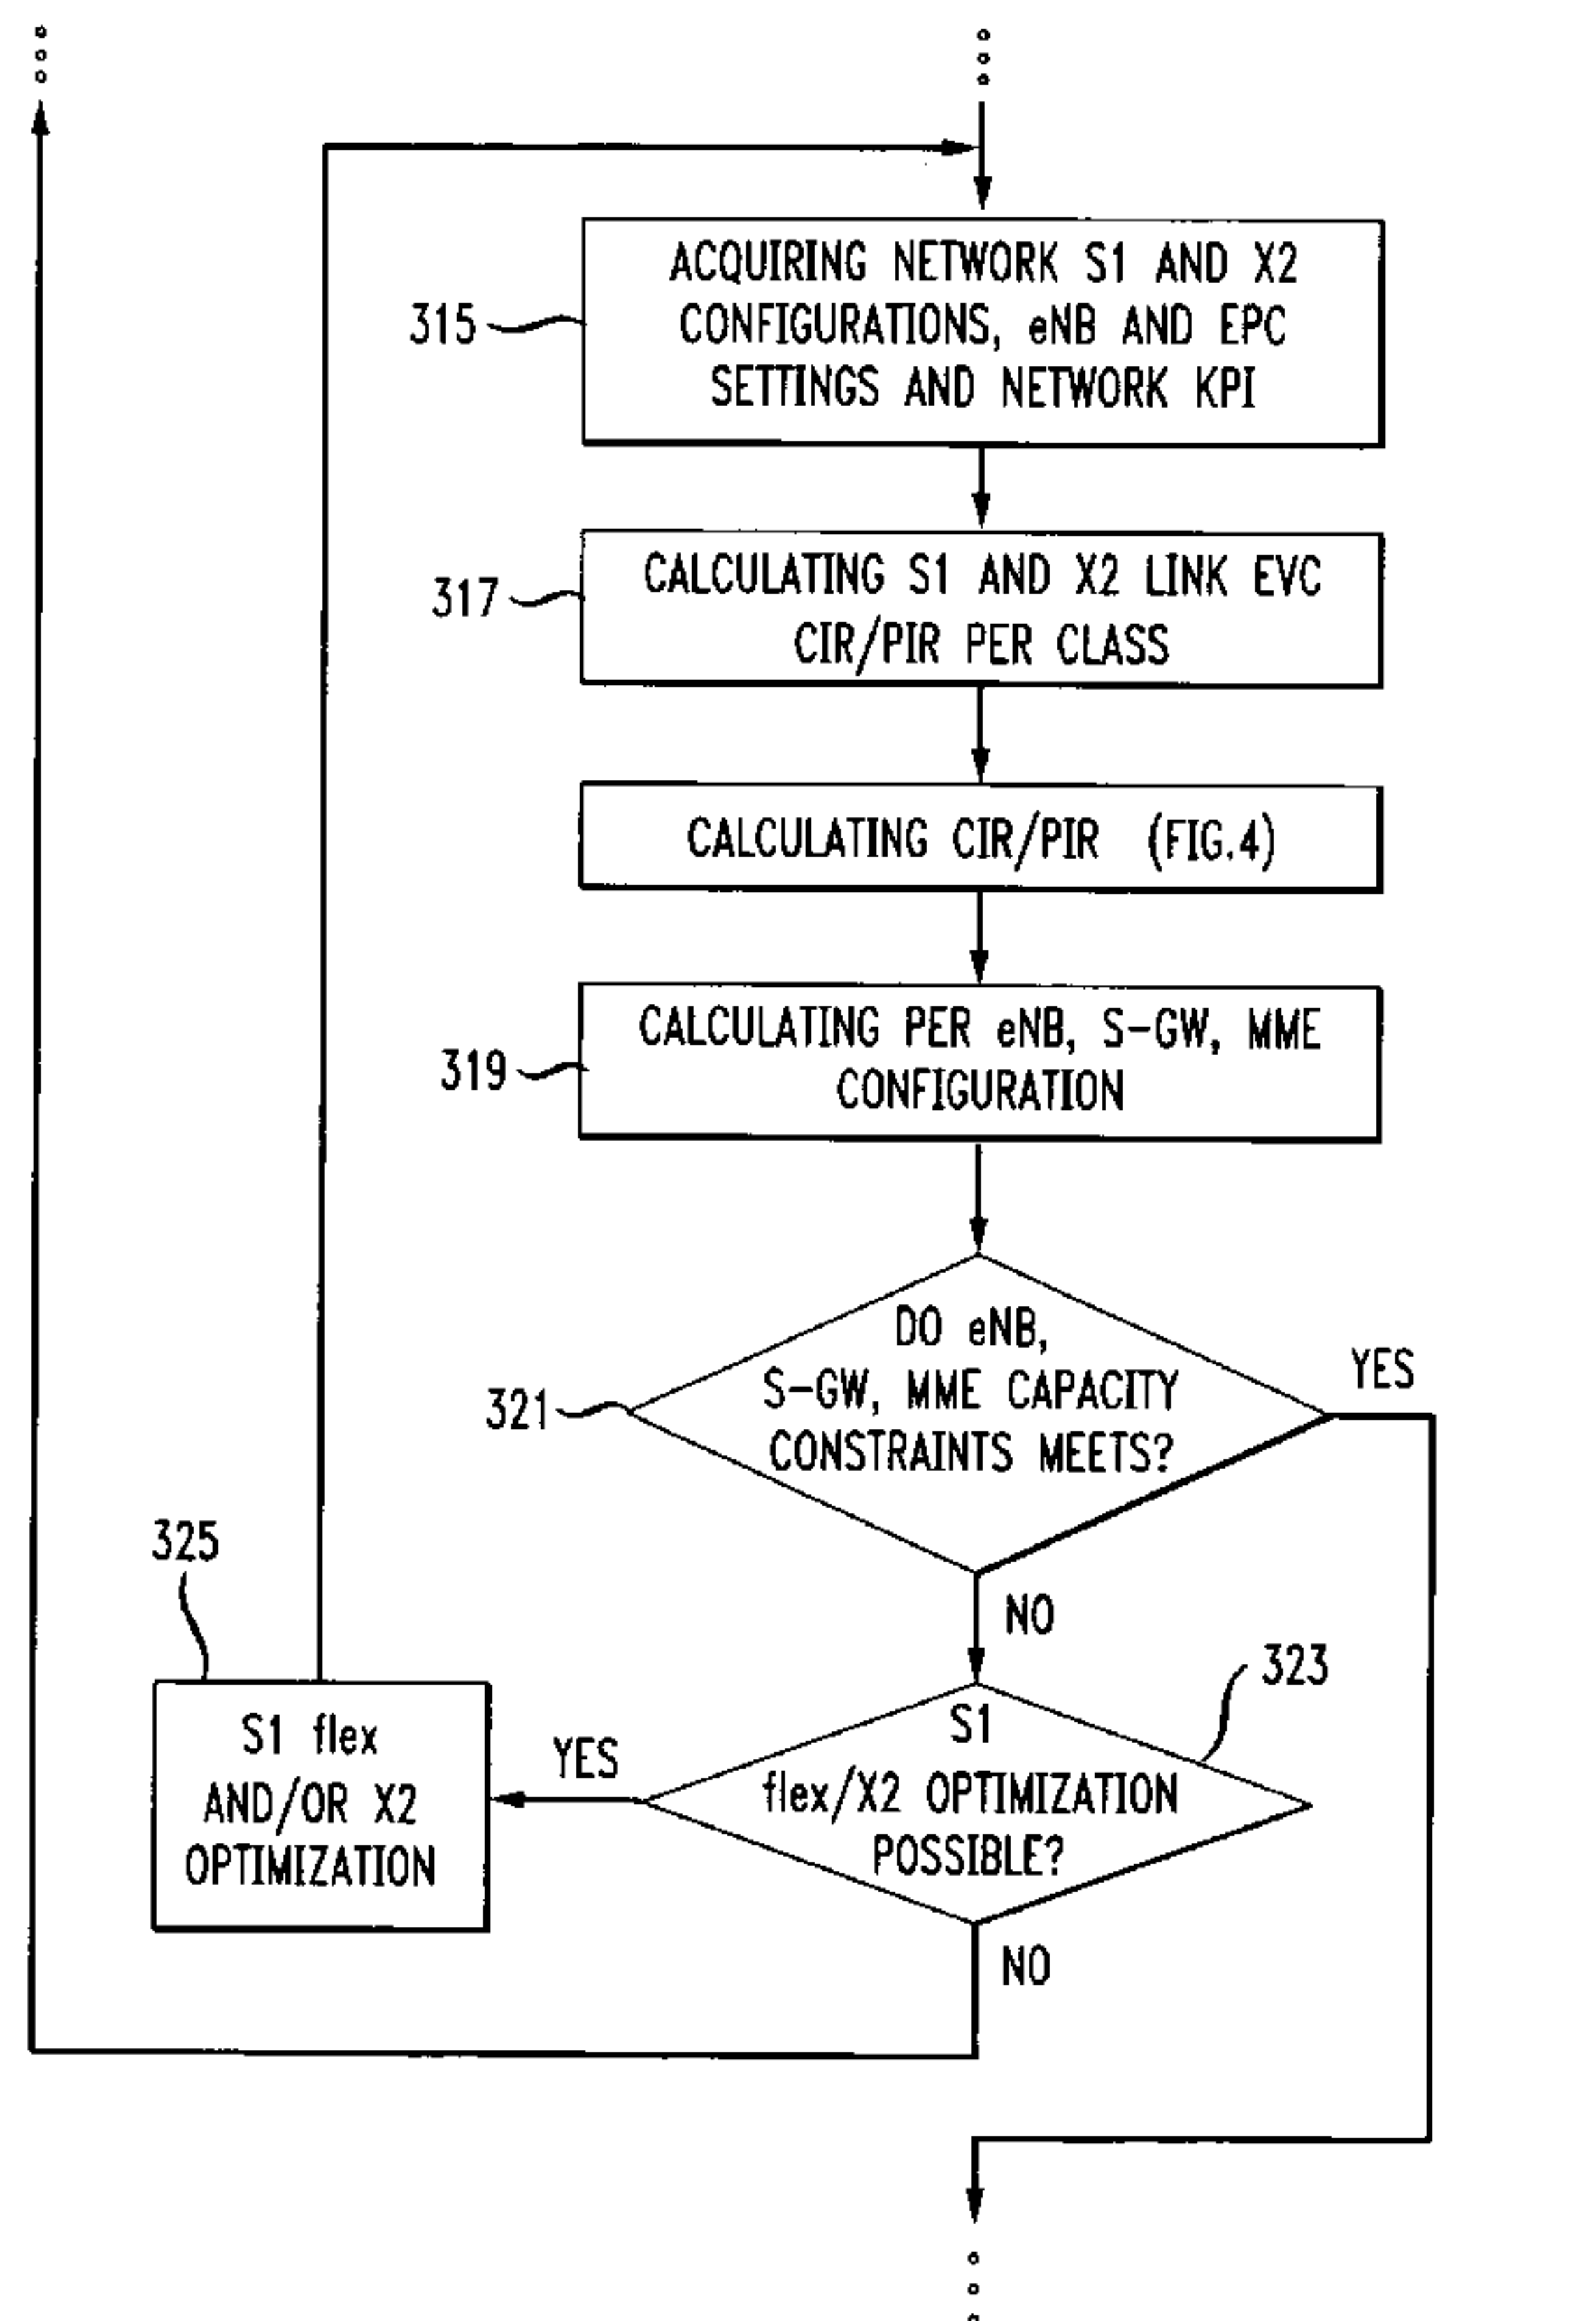 ACQUIRING NETWORK S1 AND X2
CONFIGURATIONS, eNB AND EPC
SETTINGS AND NETWORK KPI
315
CALCULATING S1 AND X2 LINK EVC
CIR/PIR PER CLASS
317
CALCULATING CIR/PIR (FIG.4)
CALCULATING PER eNB, S-GW, MME
CONFIGURATION
319
DO eNB,
S-GW, MME CAPACITY
CONSTRAINTS MEETS?
321
YES
NO
325
323
S1 flex
AND/OR X2
OPTIMIZATION
YES
S1
flex/X2 OPTIMIZATION
POSSIBLE?
NO